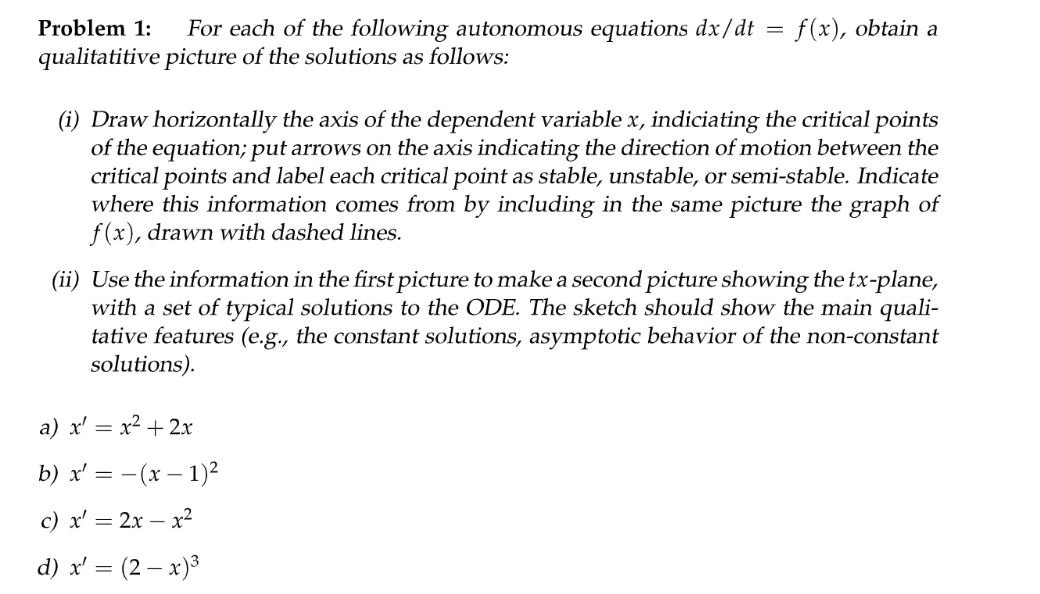 Problem 1: For each of the following autonomous equations dx/dt = f(x), obtain a
qualitatitive picture of the solutions as follows:
(i) Draw horizontally the axis of the dependent variable x, indiciating the critical points
of the equation; put arrows on the axis indicating the direction of motion between the
critical points and label each critical point as stable, unstable, or semi-stable. Indicate
where this information comes from by including in the same picture the graph of
f(x), drawn with dashed lines.
(ii) Use the information in the first picture to make a second picture showing the tx-plane,
with a set of typical solutions to the ODE. The sketch should show the main quali-
tative features (e.g., the constant solutions, asymptotic behavior of the non-constant
solutions).
a) x′ = x² + 2x
b) x′ = −(x − 1)²
c) x′ = 2x − x²
d) x′ = (2 − x)³